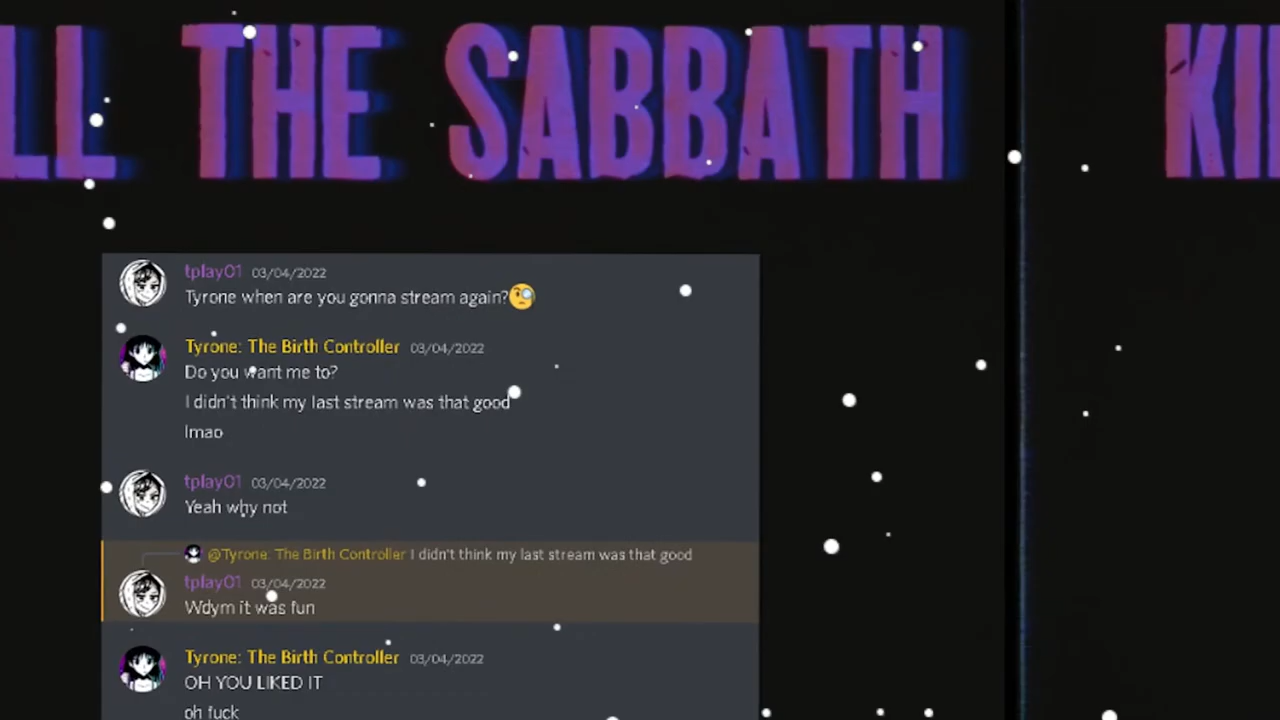 LL THE SABBATH KI
tplay01 03/04/2022
Tyrone when are you gonna stream again?🧐
Tyrone: The Birth Controller 03/04/2022
Do you want me to?
I didn't think my last stream was that good
lmao
tplay01 03/04/2022
Yeah why not
@Tyrone: The Birth Controller I didn't think my last stream was that good
tplay01 03/04/2022
Wdym it was fun
Tyrone: The Birth Controller 03/04/2022
OH YOU LIKED IT
oh fuck